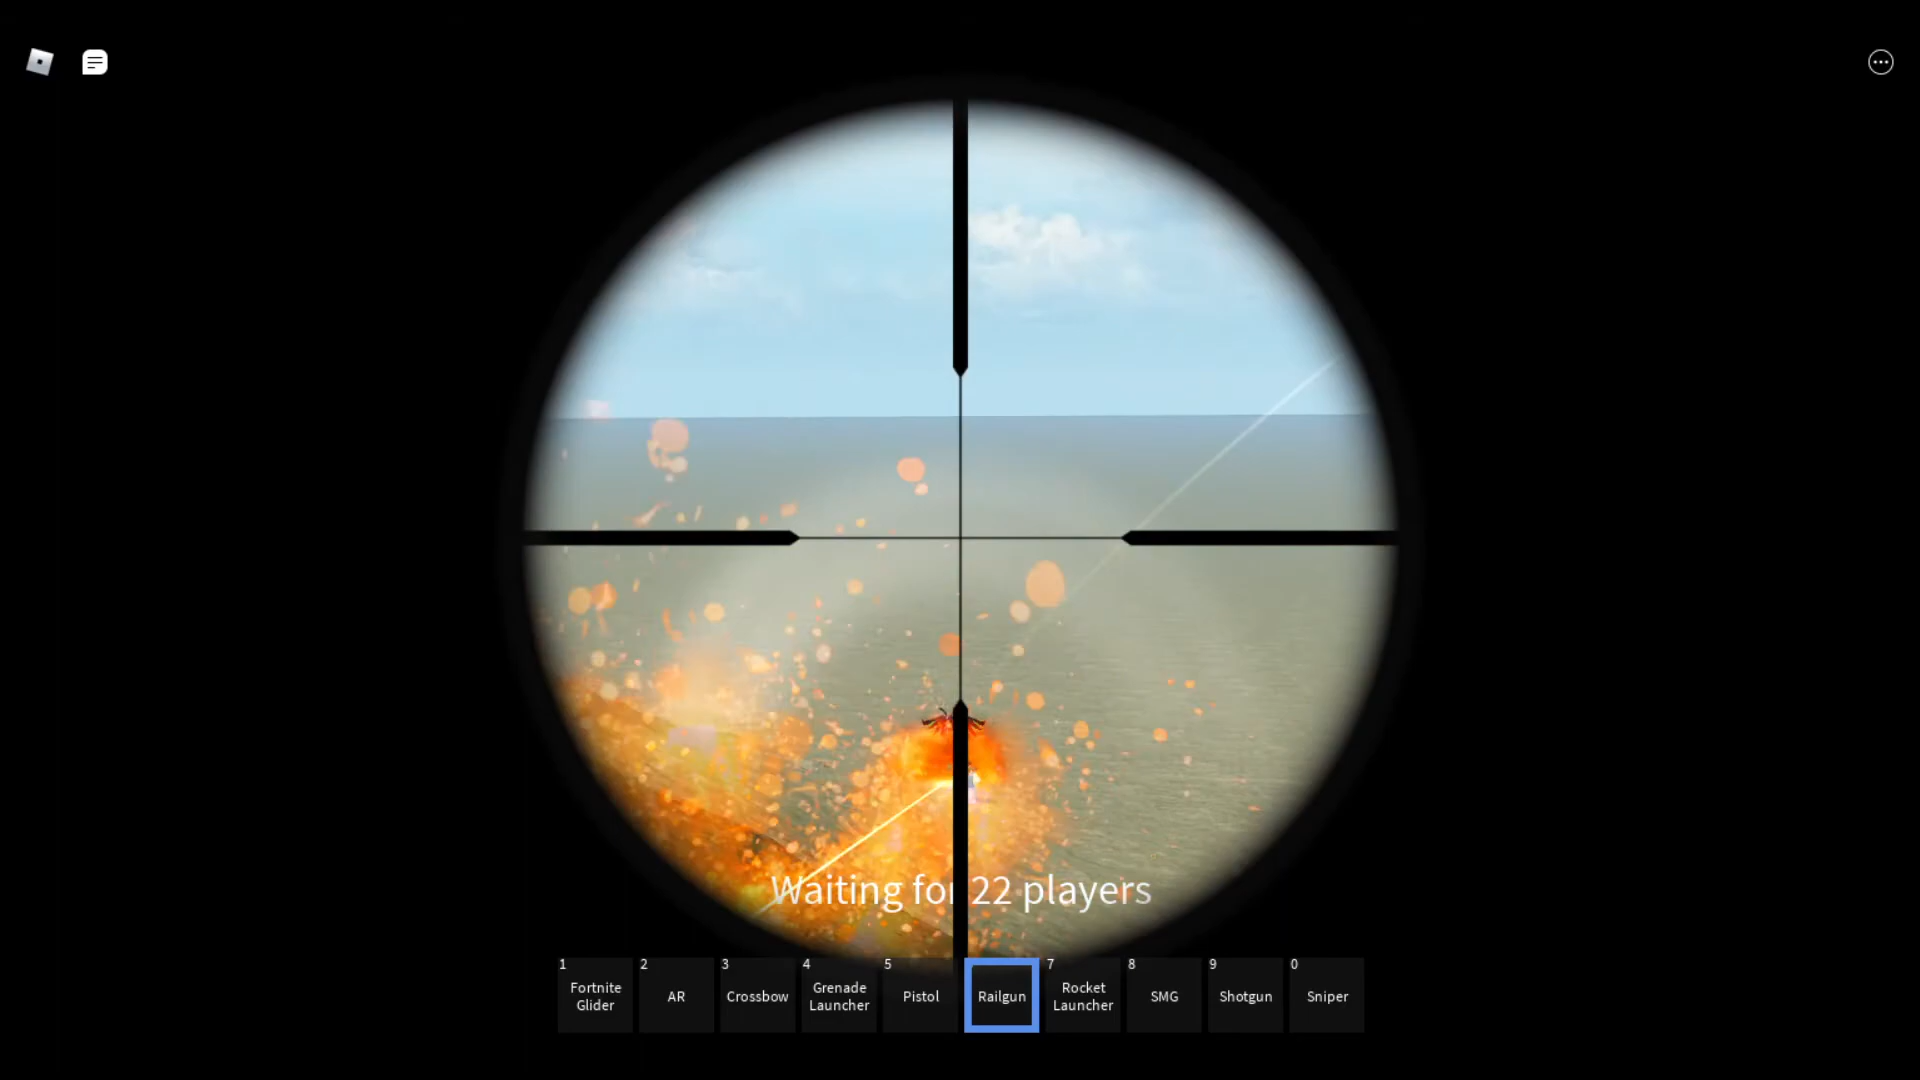 Waiting for 22 players
1
Fortnite
Glider
2
AR
3
Crossbow
4
Grenade
Launcher
5
Pistol
Railgun
7
Rocket
Launcher
8
SMG
9
Shotgun
0
Sniper